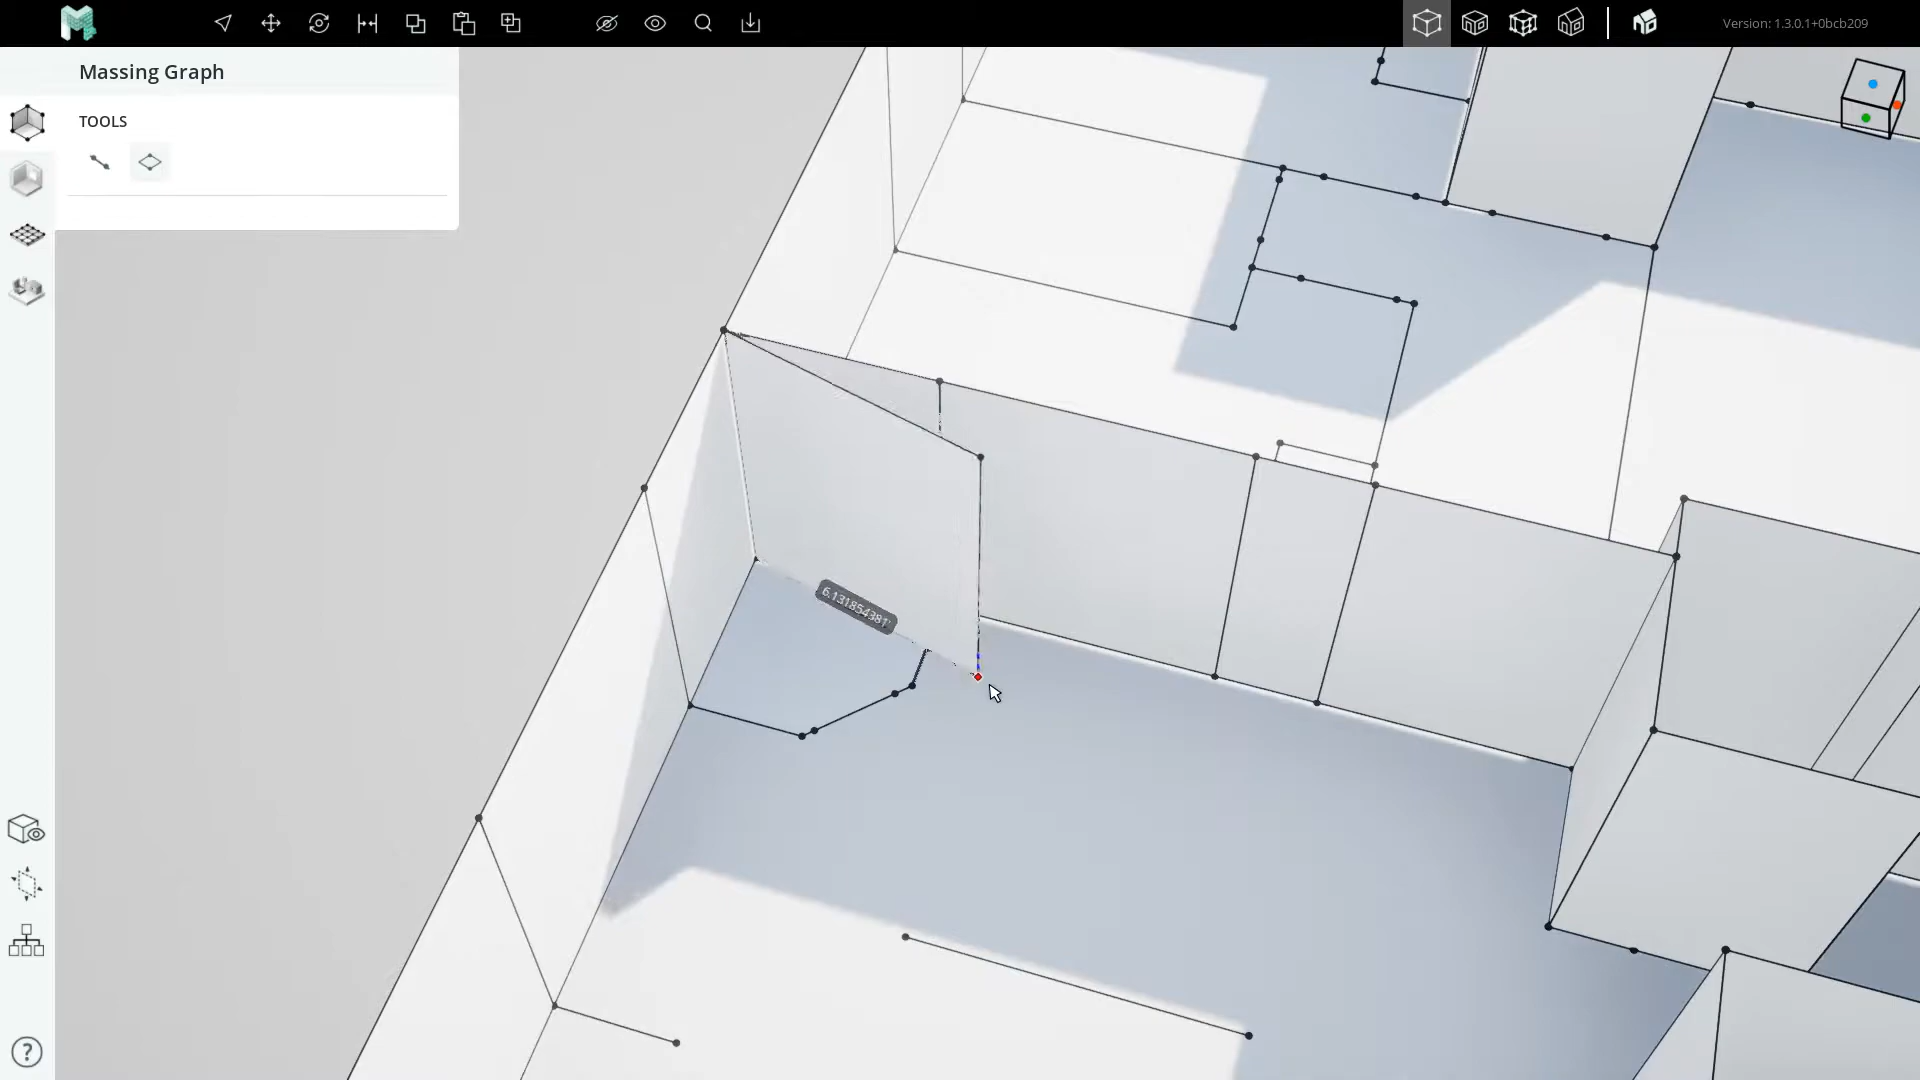 Version: 1.3.0.1+0bcb209
Massing Graph
TOOLS
6.131854381'
?